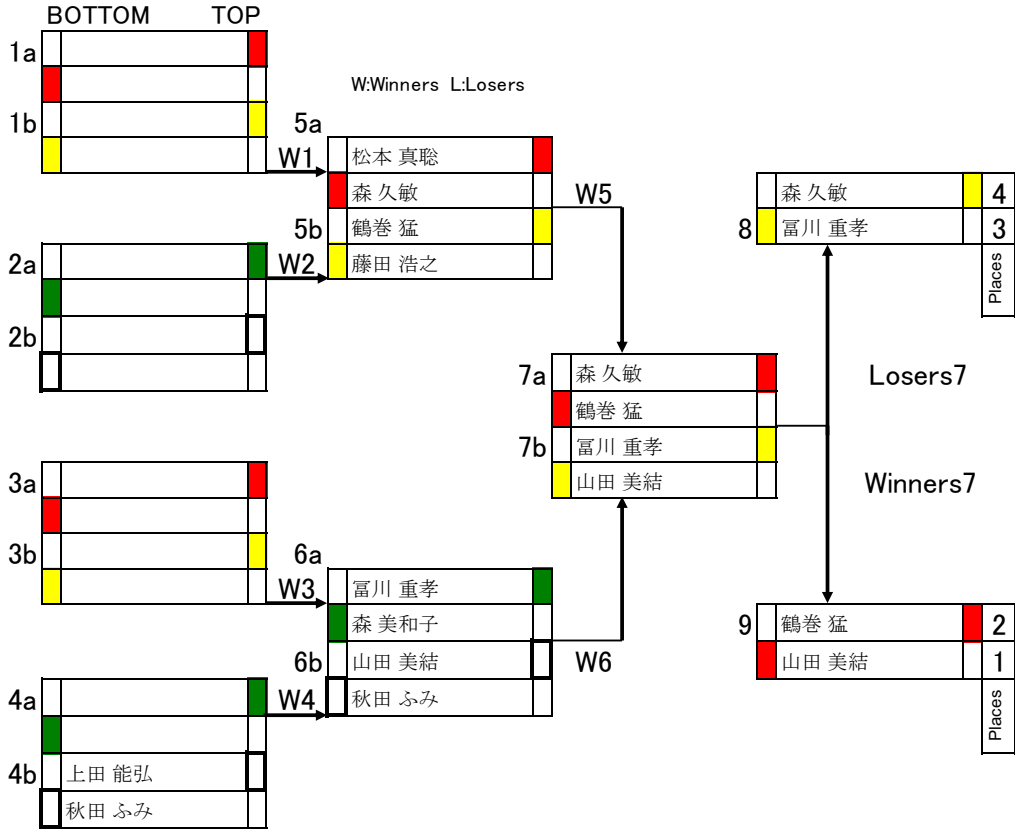 BOTTOM TOP
1a
1b
W:Winners L:Losers
5a
W1
松本 真聡
森 久敏
W5
5b
鶴巻 猛
W2
藤田 浩之
2a
2b
森 久敏 4
8 冨川 重孝 3
Places
7a 森 久敏
鶴巻 猛
7b 冨川 重孝
山田 美結
Losers7
Winners7
3a
3b
6a
W3
冨川 重孝
森 美和子
6b
山田 美結
W6
秋田 ふみ
W4
4a
4b 上田 能弘
秋田 ふみ
9 鶴巻 猛 2
山田 美結 1
Places